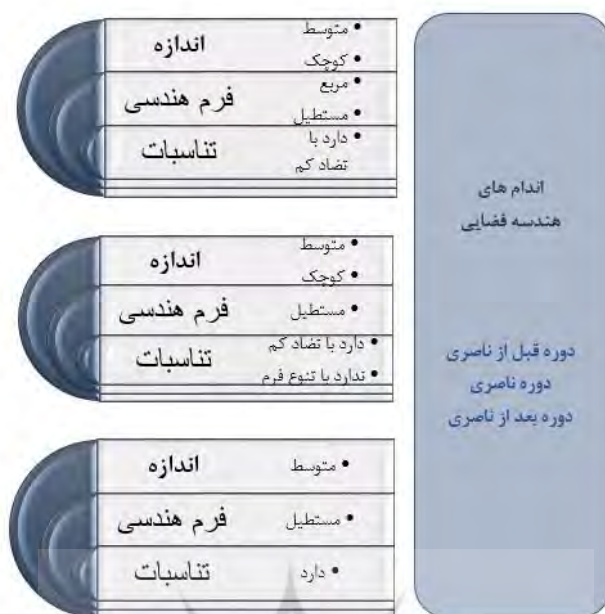 اندام های
هندسه فضایی
دوره قبل از ناصری
دوره ناصری
دوره بعد از ناصری
اندازه
• متوسط
• کوچک
فرم هندسی
• مربع
• مستطیل
تناسبات
• دارد با
تضاد کم
اندازه
• متوسط
• کوچک
فرم هندسی
• مستطیل
تناسبات
• دارد با تضاد کم
• ندارد با تنوع فرم
اندازه
• متوسط
فرم هندسی
• مستطیل
تناسبات
• دارد